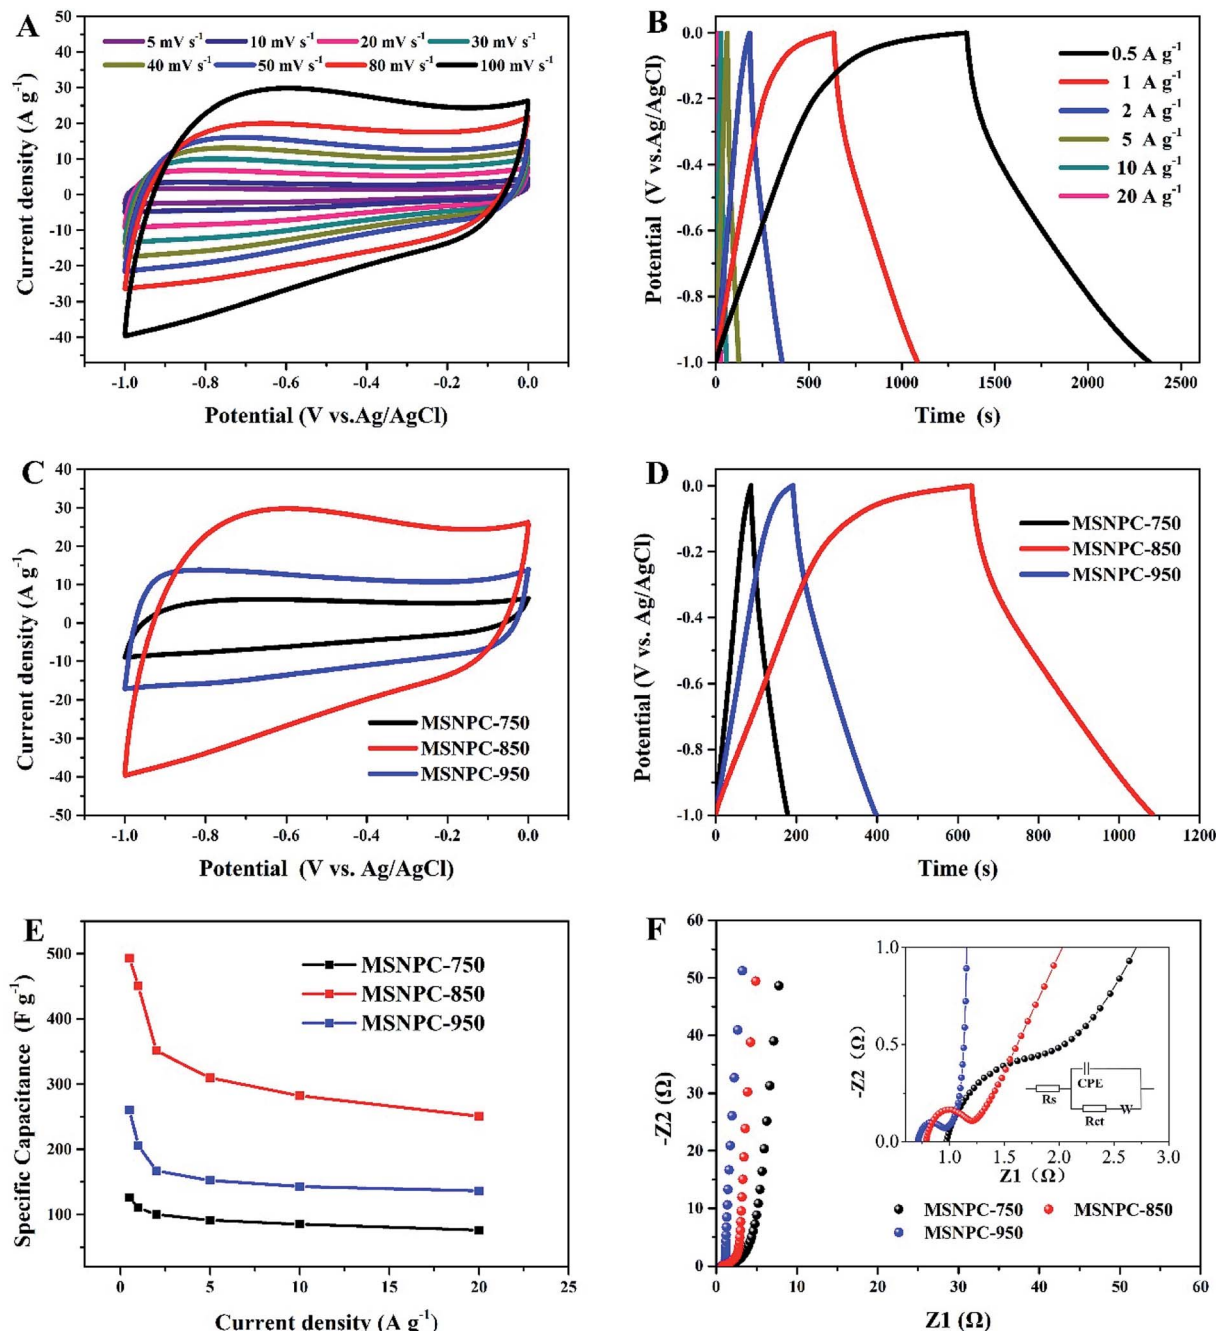 A
50
40
30
20
10
0
-10
-20
-30
-40
5 mV s⁻¹ 10 mV s⁻¹ 20 mV s⁻¹ 30 mV s⁻¹
40 mV s⁻¹ 50 mV s⁻¹ 80 mV s⁻¹ 100 mV s⁻¹
Current density (A g⁻¹)
-1.0 -0.8 -0.6 -0.4 -0.2 0.0
Potential (V vs.Ag/AgCl)
B
0.0
-0.2
-0.4
-0.6
-0.8
-1.0
0.5 A g⁻¹
1 A g⁻¹
2 A g⁻¹
5 A g⁻¹
10 A g⁻¹
20 A g⁻¹
Potential (V vs.Ag/AgCl)
0 500 1000 1500 2000 2500
Time (s)
C
40
30
20
10
0
-10
-20
-30
-40
-50
MSNPC-750
MSNPC-850
MSNPC-950
Current density (A g⁻¹)
-1.0 -0.8 -0.6 -0.4 -0.2 0.0
Potential (V vs. Ag/AgCl)
D
0.0
-0.2
-0.4
-0.6
-0.8
-1.0
MSNPC-750
MSNPC-850
MSNPC-950
Potential (V vs. Ag/AgCl)
0 200 400 600 800 1000 1200
Time (s)
E
500
400
300
200
100
MSNPC-750
MSNPC-850
MSNPC-950
Specific Capacitance (F g⁻¹)
0 5 10 15 20 25
Current density (A g⁻¹)
F
60
50
40
30
20
10
0
-Z2 (Ω)
1.0
0.5
0.0
-Z2 (Ω)
CPE
Rs
W
Rct
1.0 1.5 2.0 2.5 3.0
Z1 (Ω)
MSNPC-750 MSNPC-850
MSNPC-950
0 10 20 30 40 50 60
Z1 (Ω)